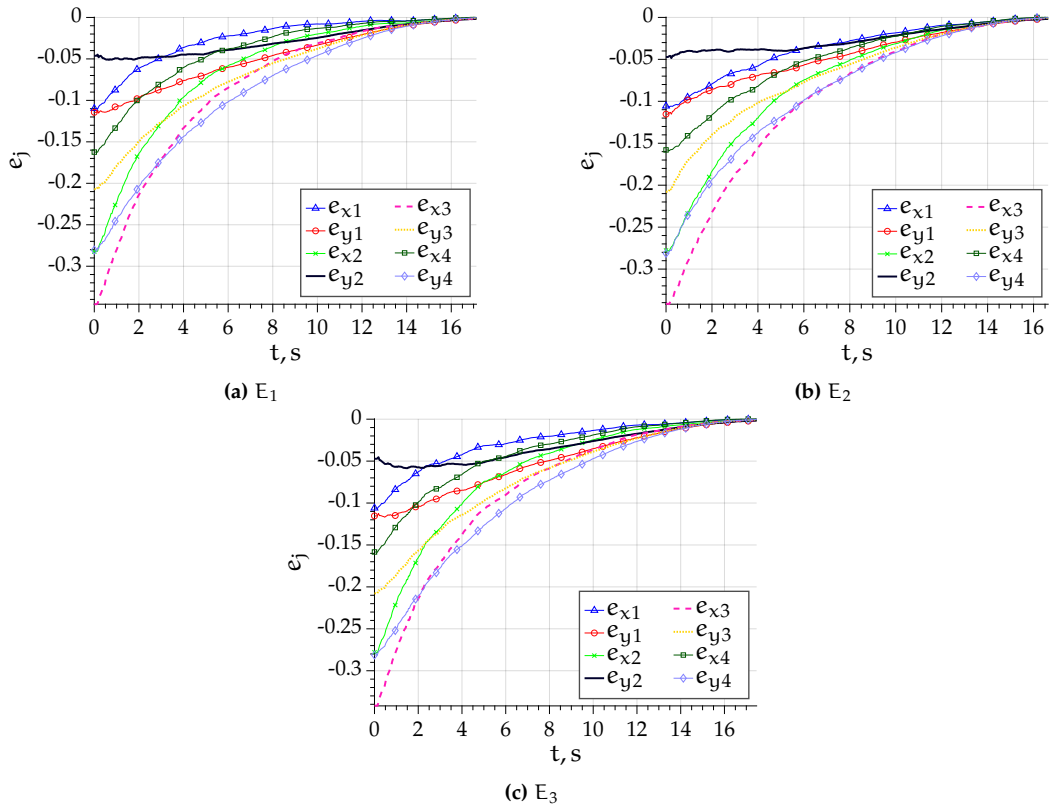 0
-0.05
-0.1
-0.15
-0.2
-0.25
-0.3
e_j
0 2 4 6 8 10 12 14 16
t, s
e_x1 e_x3
e_y1 e_y3
e_x2 e_x4
e_y2 e_y4
(a) E_1
0
-0.05
-0.1
-0.15
-0.2
-0.25
-0.3
e_j
0 2 4 6 8 10 12 14 16
t, s
e_x1 e_x3
e_y1 e_y3
e_x2 e_x4
e_y2 e_y4
(b) E_2
0
-0.05
-0.1
-0.15
-0.2
-0.25
-0.3
e_j
0 2 4 6 8 10 12 14 16
t, s
e_x1 e_x3
e_y1 e_y3
e_x2 e_x4
e_y2 e_y4
(c) E_3